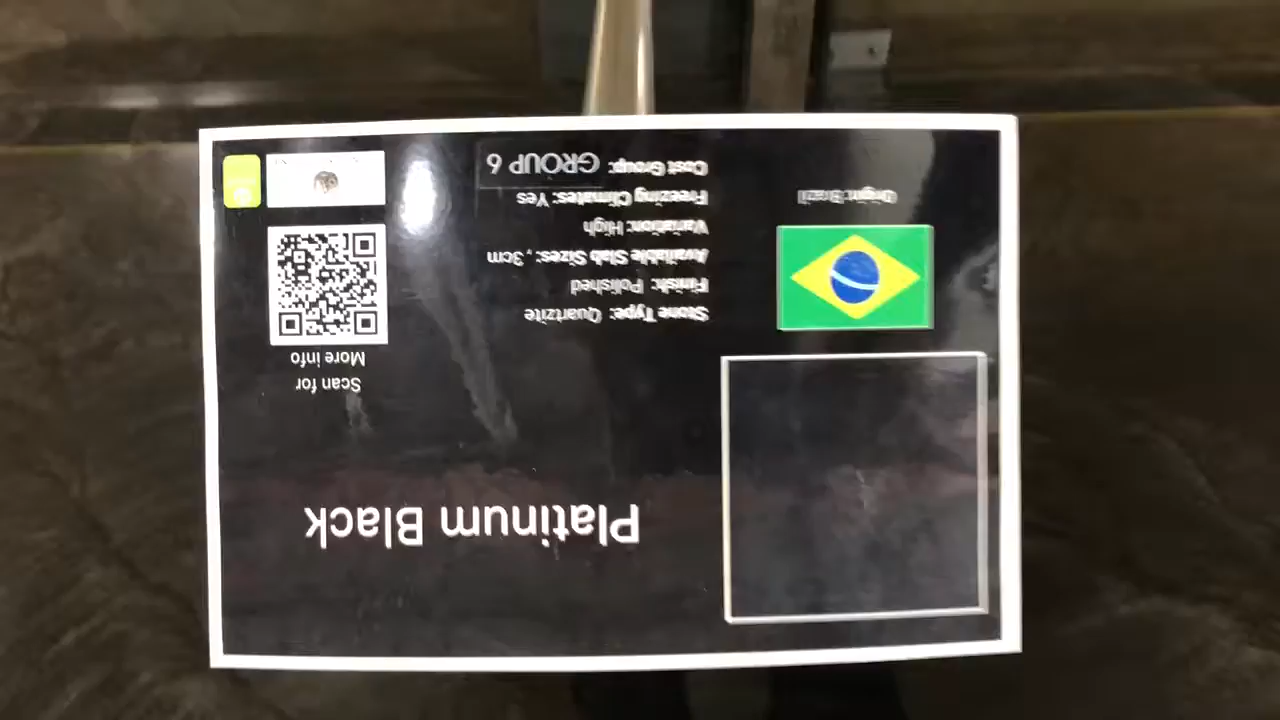 Platinum Black
Scan for
More info
Stone Type: Quartzite
Finish: Polished
Available Slab Sizes: , 3cm
Variation: High
Freezing Climates: Yes
Cost Group: GROUP 6
Origin: Brazil